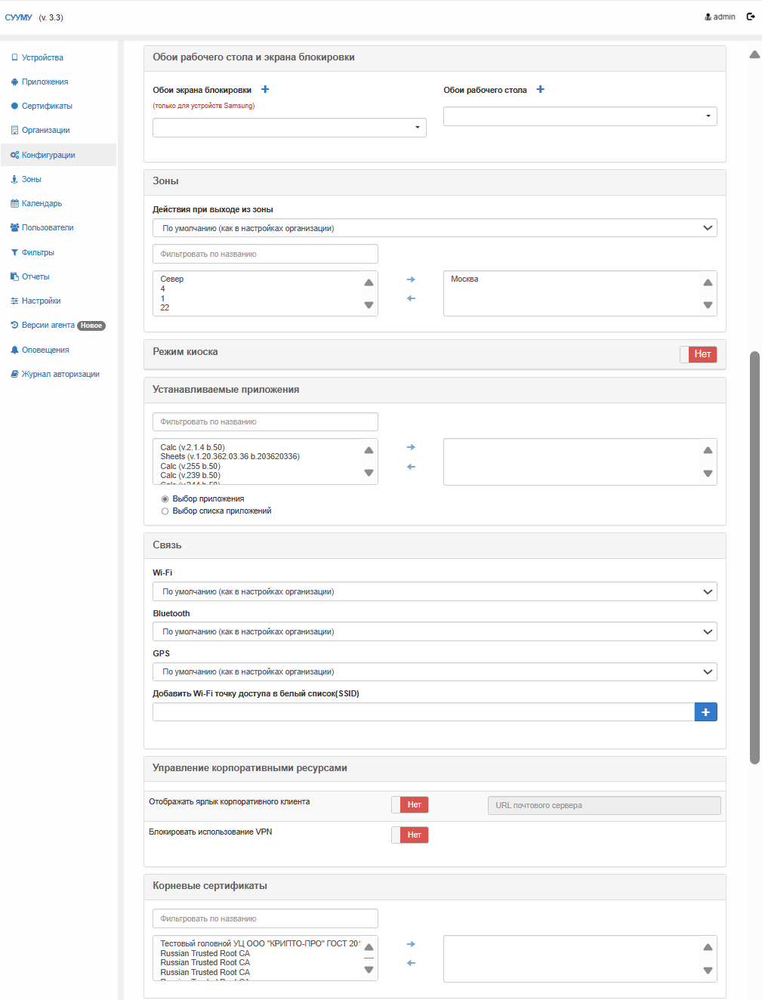 СУУМУ (v. 3.3)
admin
Устройства
Приложения
Сертификаты
Организации
Конфигурации
Зоны
Календарь
Пользователи
Фильтры
Отчеты
Настройки
Версии агента Новое
Оповещения
Журнал авторизации
Обои рабочего стола и экрана блокировки
Обои экрана блокировки
(только для устройств Samsung)
Обои рабочего стола
Зоны
Действия при выходе из зоны
По умолчанию (как в настройках организации)
Фильтровать по названию
Север
4
1
22
Москва
Режим киоска
Нет
Устанавливаемые приложения
Фильтровать по названию
Calc (v.2.1.4 b.50)
Sheets (v.1.20.362.03.36 b.203620336)
Calc (v.255 b.50)
Calc (v.239 b.50)
Calc (v.244 b.50)
Выбор приложения
Выбор списка приложений
Связь
Wi-Fi
По умолчанию (как в настройках организации)
Bluetooth
По умолчанию (как в настройках организации)
GPS
По умолчанию (как в настройках организации)
Добавить Wi-Fi точку доступа в белый список(SSID)
Управление корпоративными ресурсами
Отображать ярлык корпоративного клиента
Нет
URL почтового сервера
Блокировать использование VPN
Нет
Корневые сертификаты
Фильтровать по названию
Тестовый головной УЦ ООО "КРИПТО-ПРО" ГОСТ 201
Russian Trusted Root CA
Russian Trusted Root CA
Russian Trusted Root CA
Russian Trusted Root CA